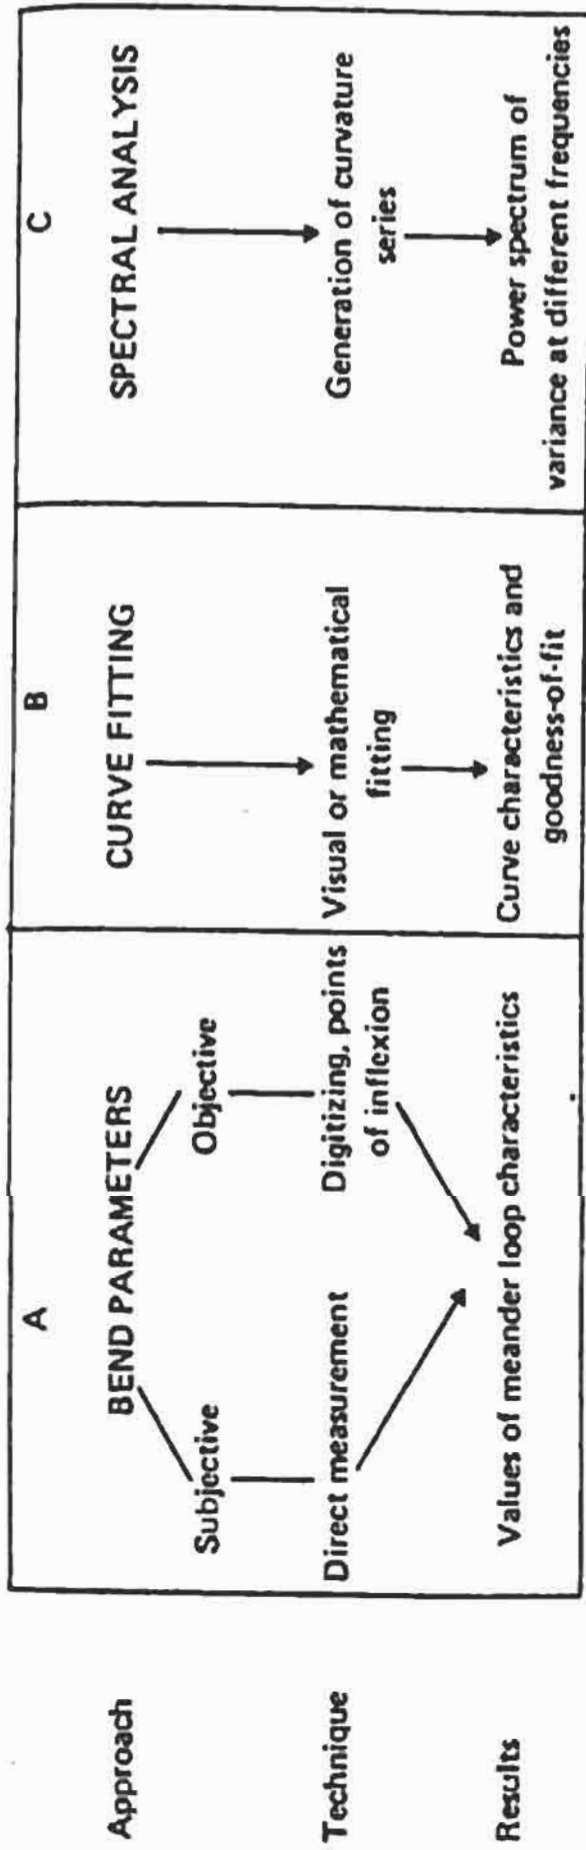 A
B
C
Approach
BEND PARAMETERS
CURVE FITTING
SPECTRAL ANALYSIS
Subjective
Objective
Technique
Direct measurement
Digitizing, points
of inflexion
Visual or mathematical
fitting
Generation of curvature
series
Results
Values of meander loop characteristics
Curve characteristics and
goodness-of-fit
Power spectrum of
variance at different frequencies